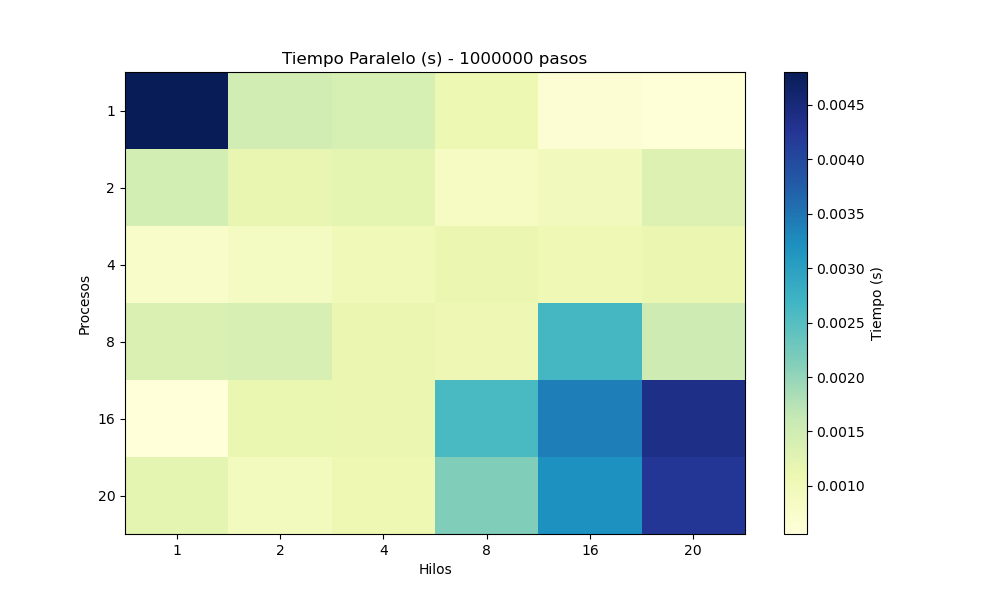 Tiempo Paralelo (s) - 1000000 pasos
Procesos
1
2
4
8
16
20
1 2 4 8 16 20
Hilos
0.0045
0.0040
0.0035
0.0030
0.0025
0.0020
0.0015
0.0010
Tiempo (s)